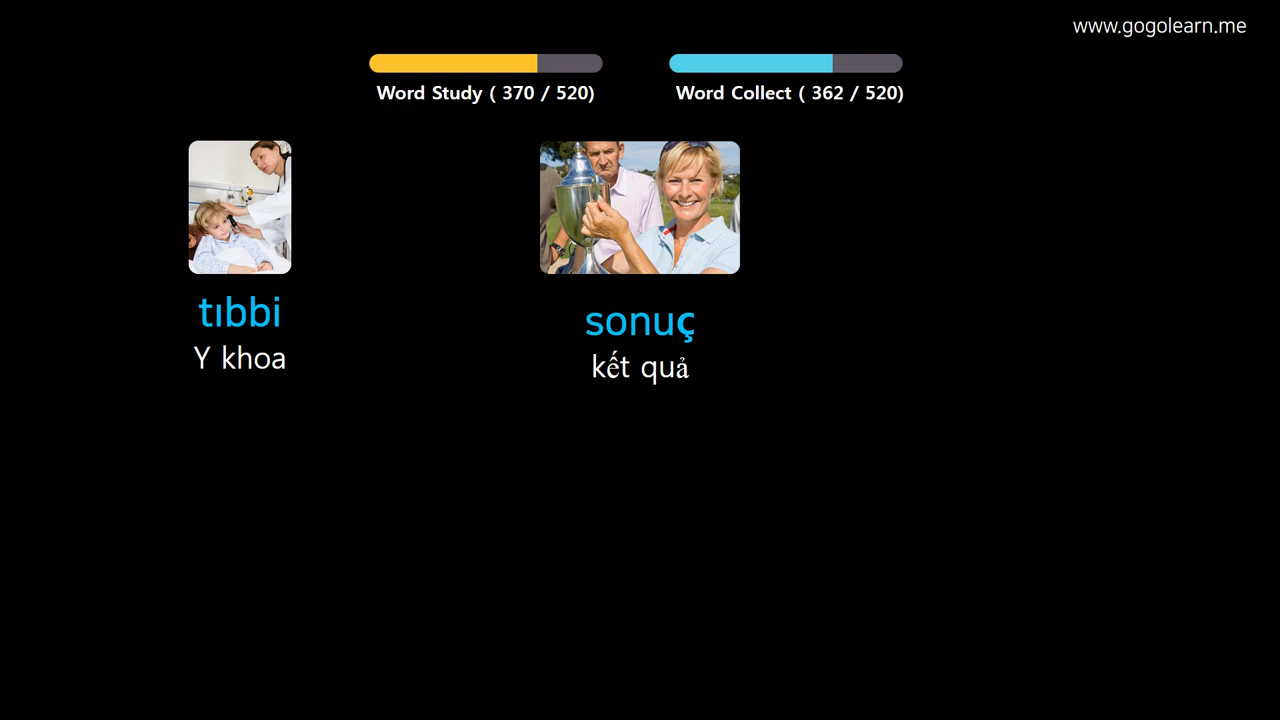 www.gogolearn.me
Word Study ( 370 / 520)
Word Collect ( 362 / 520)
tıbbi
Y khoa
sonuç
kết quả